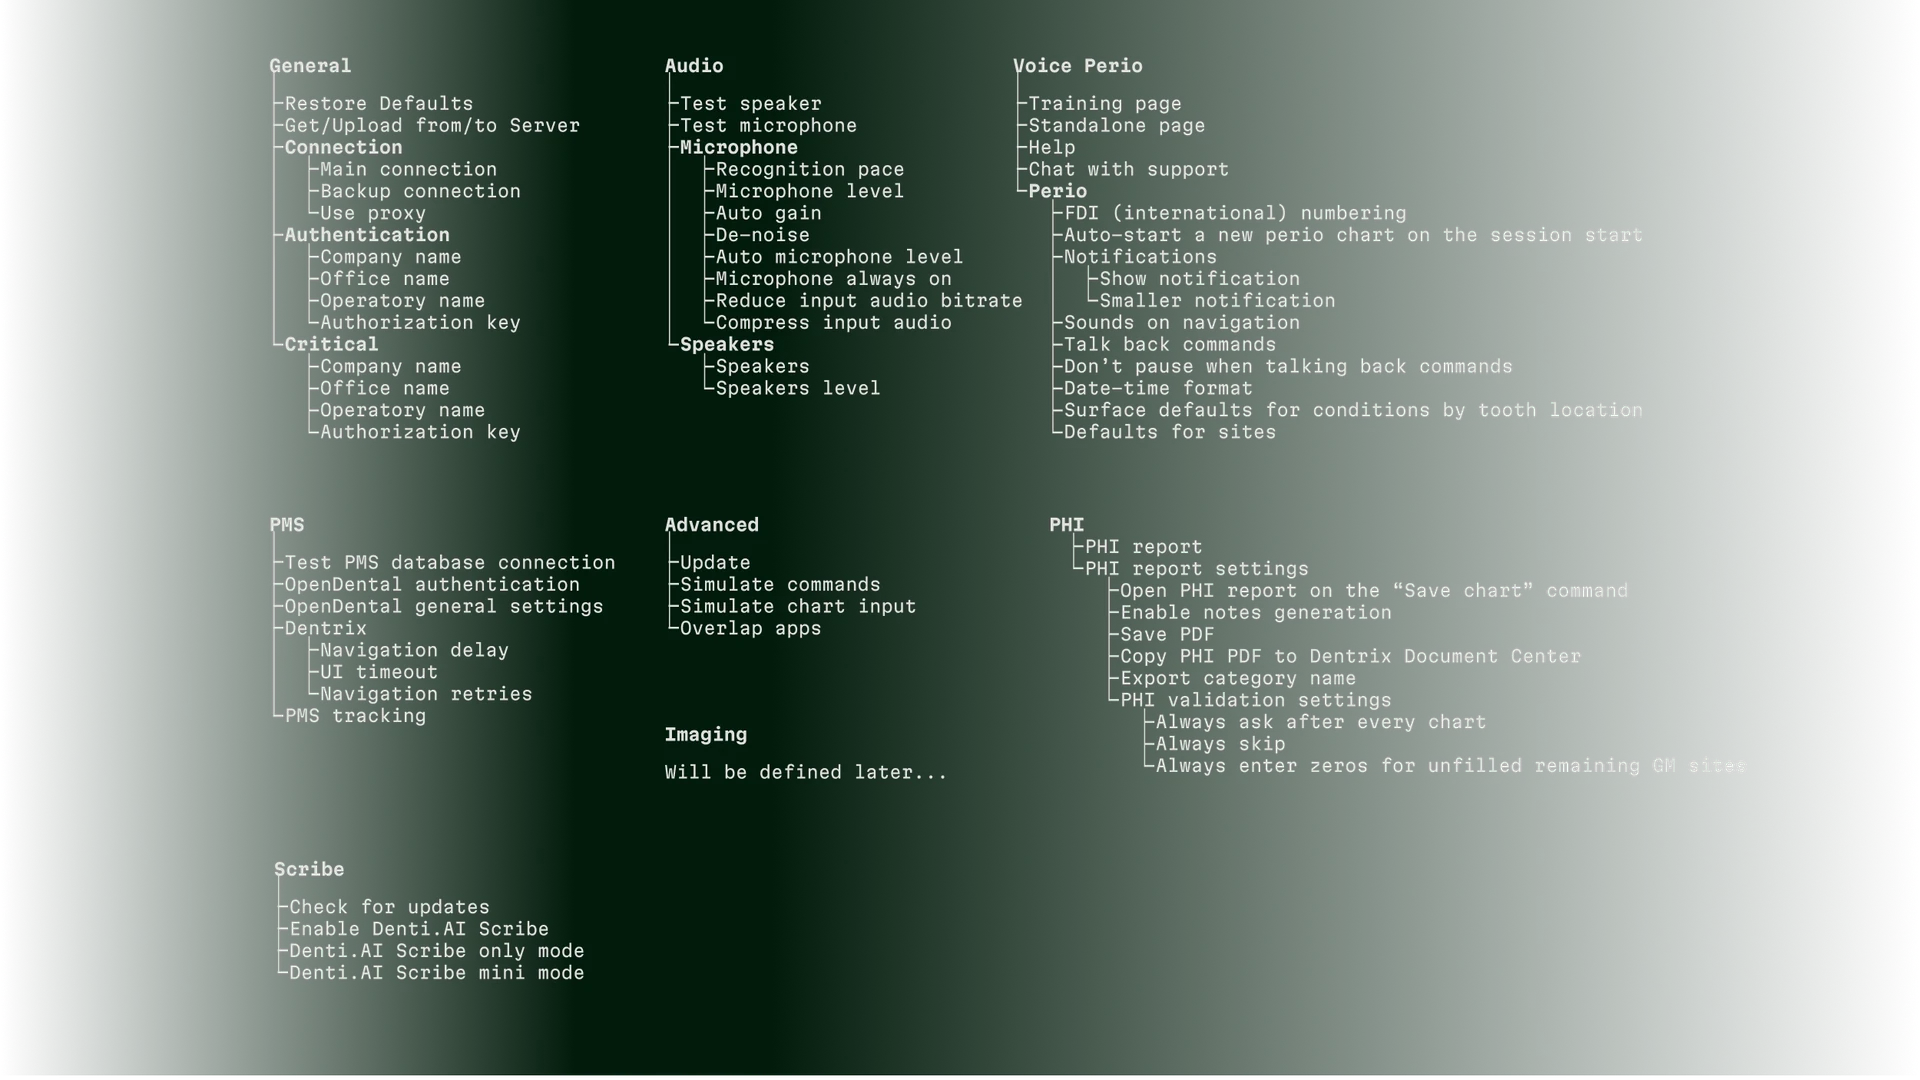 General
Restore Defaults
Get/Upload from/to Server
Connection
Main connection
Backup connection
Use proxy
Authentication
Company name
Office name
Operatory name
Authorization key
Critical
Company name
Office name
Operatory name
Authorization key
Audio
Test speaker
Test microphone
Microphone
Recognition pace
Microphone level
Auto gain
De-noise
Auto microphone level
Microphone always on
Reduce input audio bitrate
Compress input audio
Speakers
Speakers
Speakers level
Voice Perio
Training page
Standalone page
Help
Chat with support
Perio
FDI (international) numbering
Auto-start a new perio chart on the session start
Notifications
Show notification
Smaller notification
Sounds on navigation
Talk back commands
Don’t pause when talking back commands
Date-time format
Surface defaults for conditions by tooth location
Defaults for sites
PMS
Test PMS database connection
OpenDental authentication
OpenDental general settings
Dentrix
Navigation delay
UI timeout
Navigation retries
PMS tracking
Advanced
Update
Simulate commands
Simulate chart input
Overlap apps
Imaging
Will be defined later...
PHI
PHI report
PHI report settings
Open PHI report on the “Save chart” command
Enable notes generation
Save PDF
Copy PHI PDF to Dentrix Document Center
Export category name
PHI validation settings
Always ask after every chart
Always skip
Always enter zeros for unfilled remaining GM sites
Scribe
Check for updates
Enable Denti.AI Scribe
Denti.AI Scribe only mode
Denti.AI Scribe mini mode